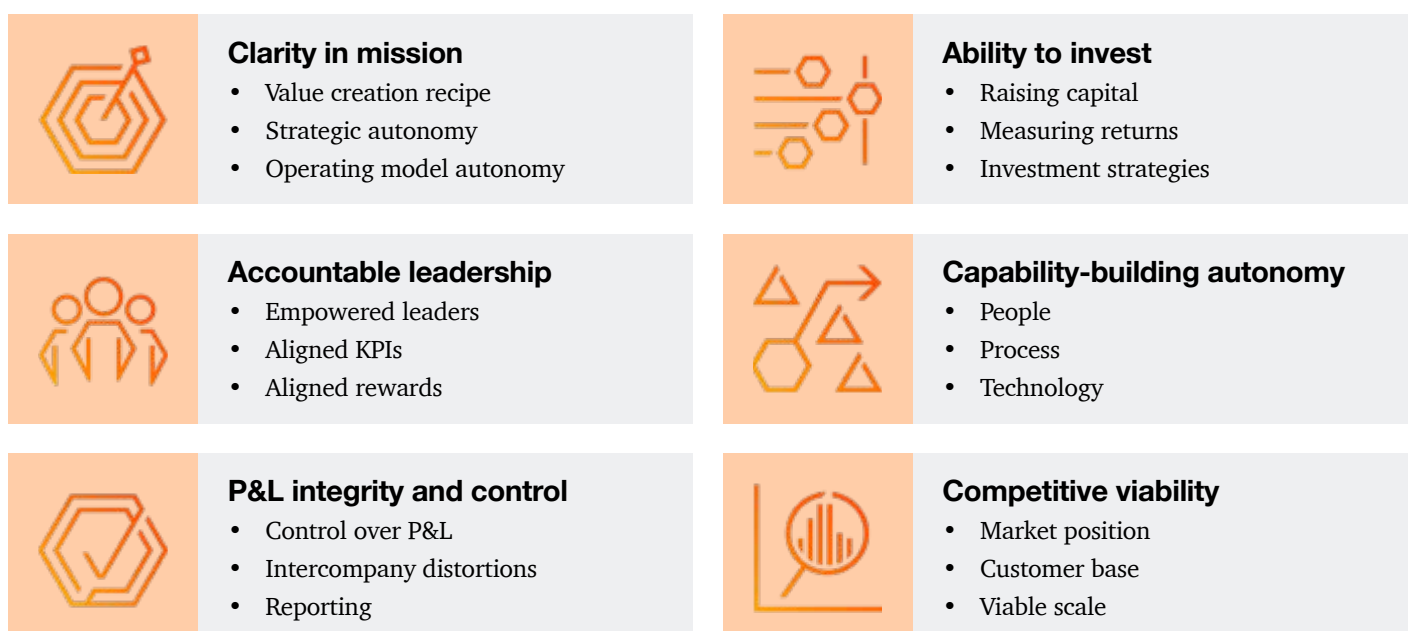 Clarity in mission
• Value creation recipe
• Strategic autonomy
• Operating model autonomy
Ability to invest
• Raising capital
• Measuring returns
• Investment strategies
Accountable leadership
• Empowered leaders
• Aligned KPIs
• Aligned rewards
Capability-building autonomy
• People
• Process
• Technology
P&L integrity and control
• Control over P&L
• Intercompany distortions
• Reporting
Competitive viability
• Market position
• Customer base
• Viable scale